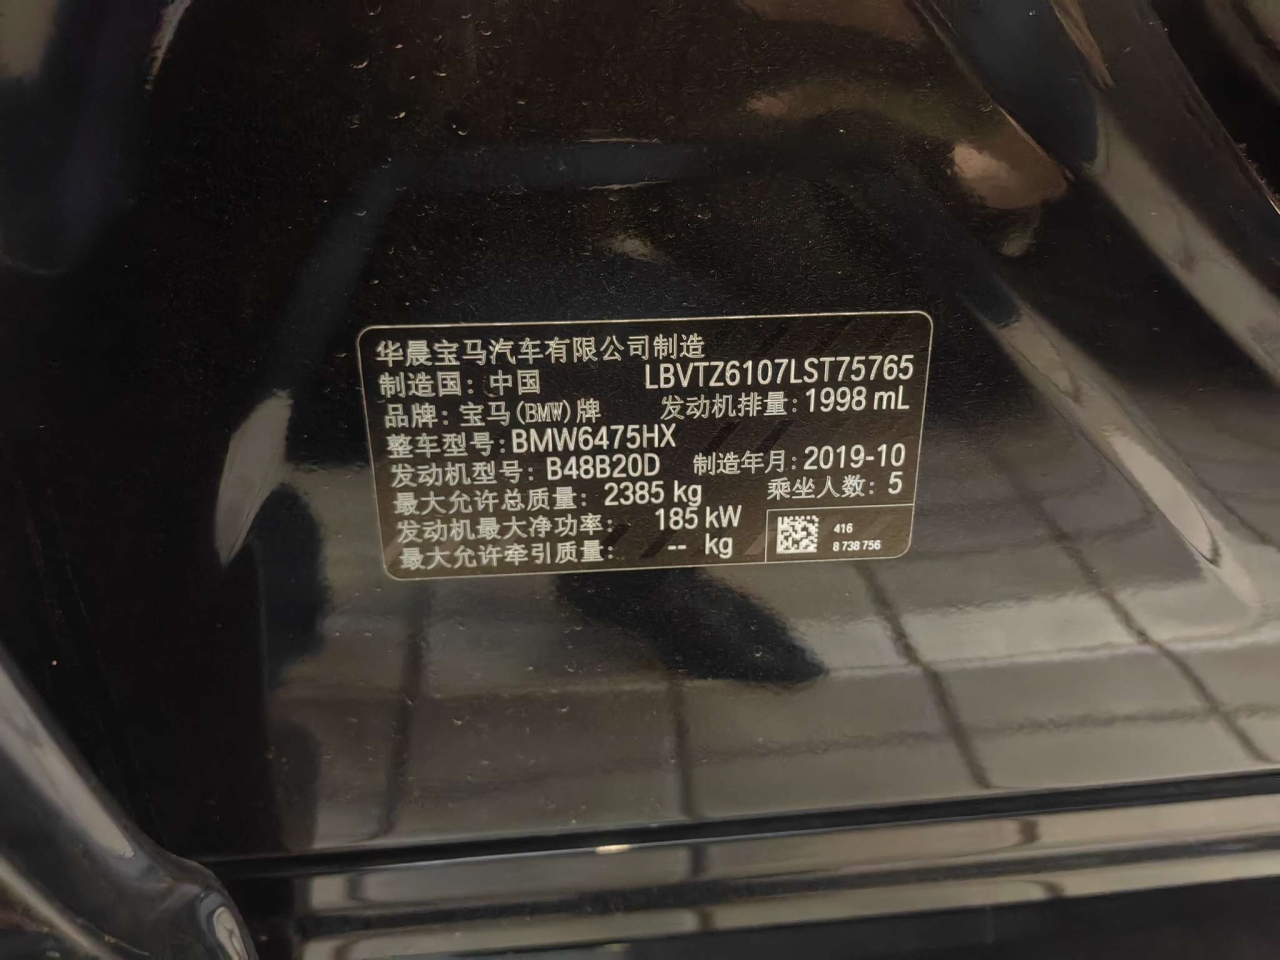 华晨宝马汽车有限公司制造
制造国：中国 LBVTZ6107LST75765
品牌：宝马(BMW)牌 发动机排量：1998 mL
整车型号：BMW6475HX
发动机型号：B48B20D 制造年月：2019-10
最大允许总质量：2385 kg 乘坐人数：5
发动机最大净功率：185 kW
最大允许牵引质量：-- kg
416
8 738 756